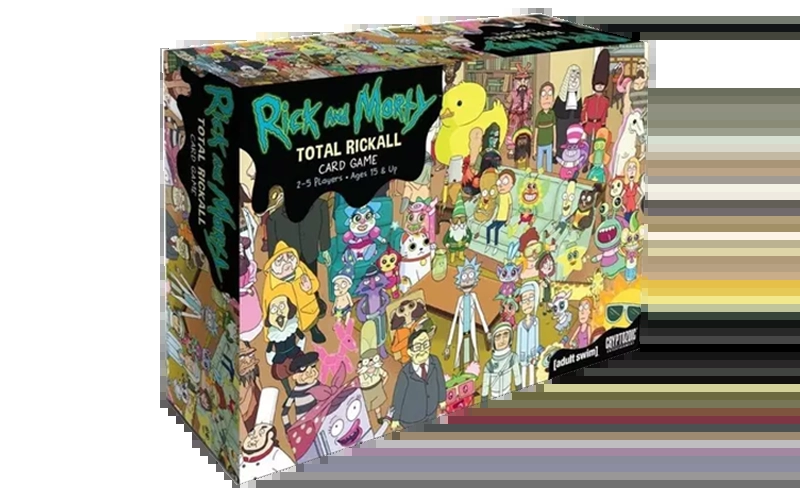 Rick and Morty
TOTAL RICKALL
CARD GAME
2-5 Players • Ages 15 & Up
Rick and Morty
TOTAL RICKALL
CARD GAME
[adult swim]
CRYPTOZOIC